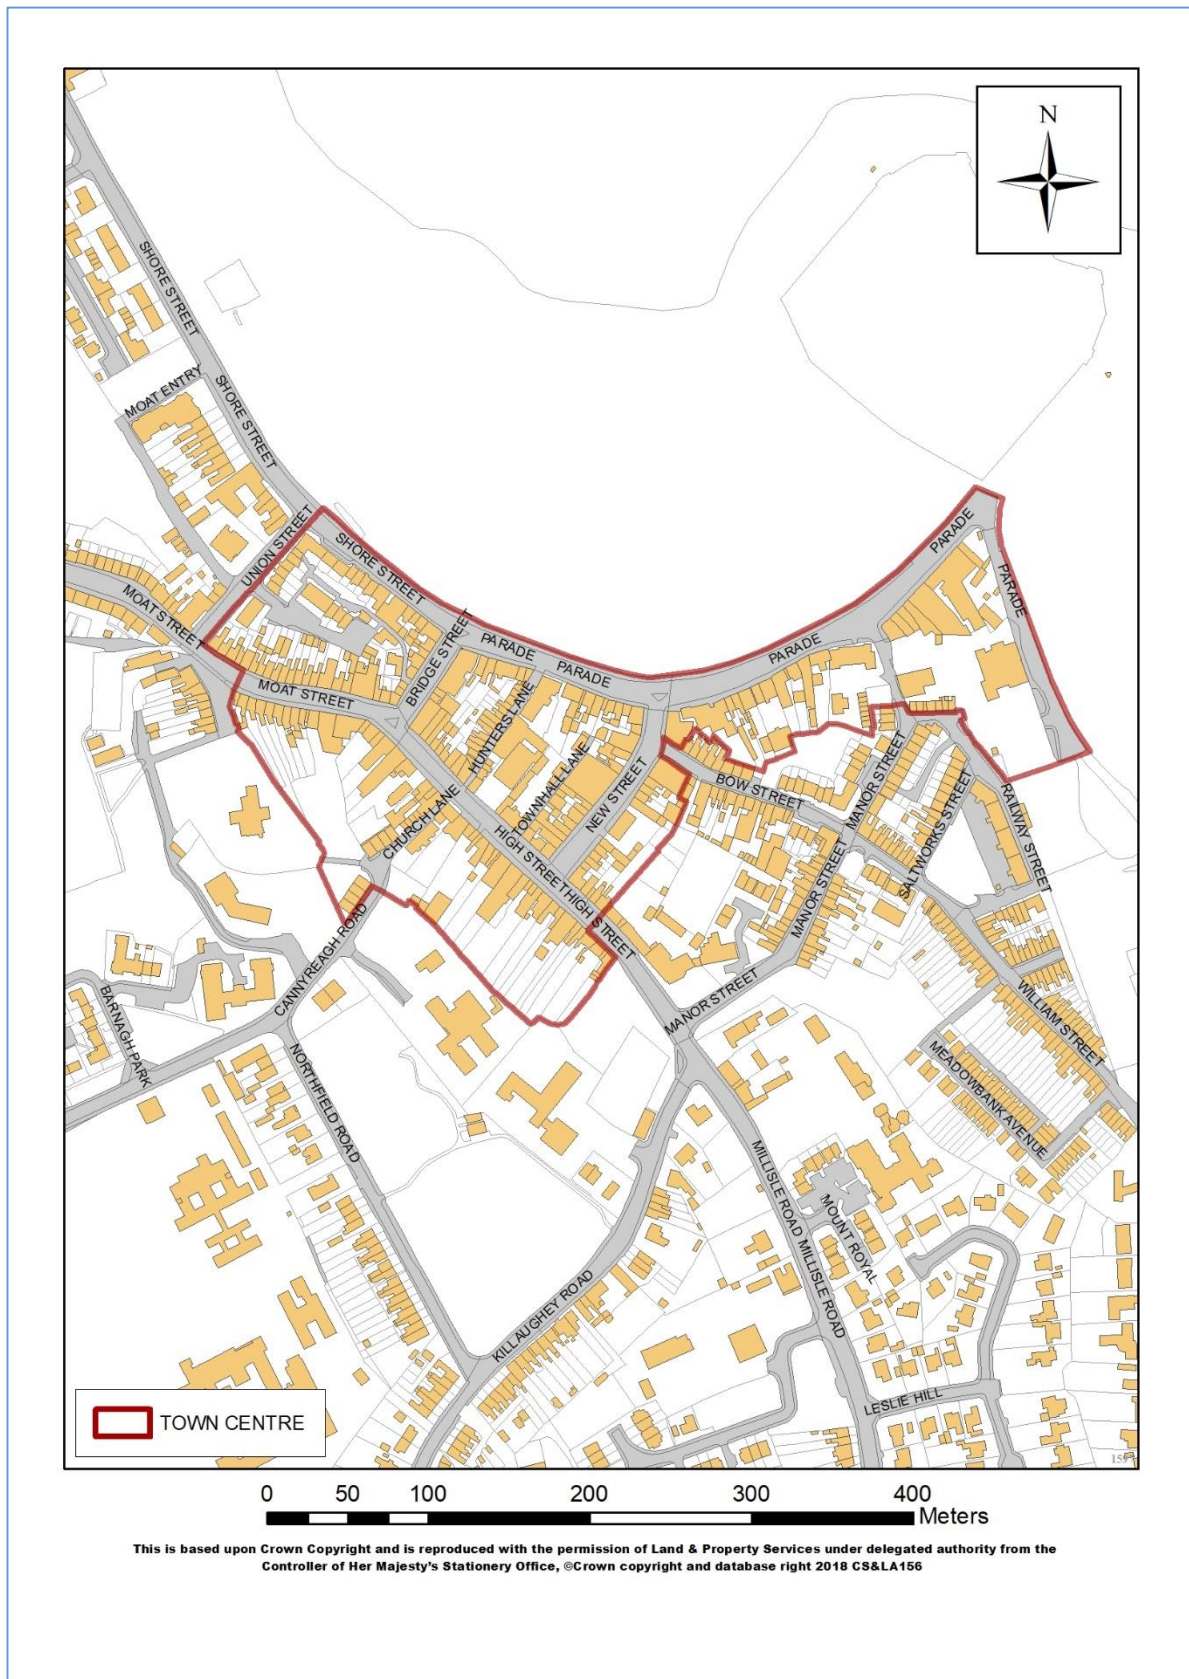 N
SHORE STREET
MOAT ENTRY
SHORE STREET
UNION STREET
SHORE STREET
MOAT STREET
BRIDGE STREET
PARADE
PARADE
PARADE
PARADE
PARADE
MOAT STREET
HUNTERS LANE
TOWNHALL LANE
NEW STREET
BOW STREET
MANOR STREET
SALTWORKS STREET
RAILWAY STREET
CHURCH LANE
HIGH STREET
HIGH STREET
MANOR STREET
CANNYREAGH ROAD
MANOR STREET
WILLIAM STREET
BARNAGH PARK
NORTHFIELD ROAD
MEADOWBANK AVENUE
MILLISLE ROAD
MILLISLE ROAD
MOUNT ROYAL
KILLAUGHEY ROAD
LESLIE HILL
TOWN CENTRE
0 50 100 200 300 400
Meters
This is based upon Crown Copyright and is reproduced with the permission of Land & Property Services under delegated authority from the
Controller of Her Majesty's Stationery Office, ©Crown copyright and database right 2018 CS&LA156